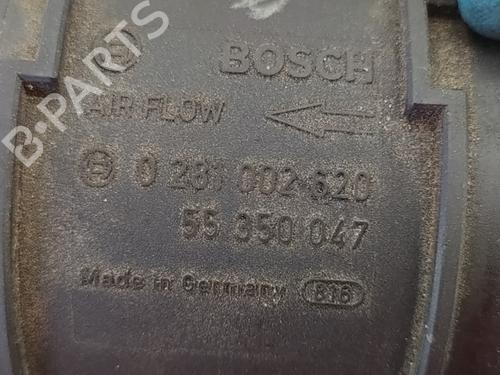 BOSCH
AIR FLOW
0 281 002 620
55 350 047
Made in Germany B16
B-PARTS